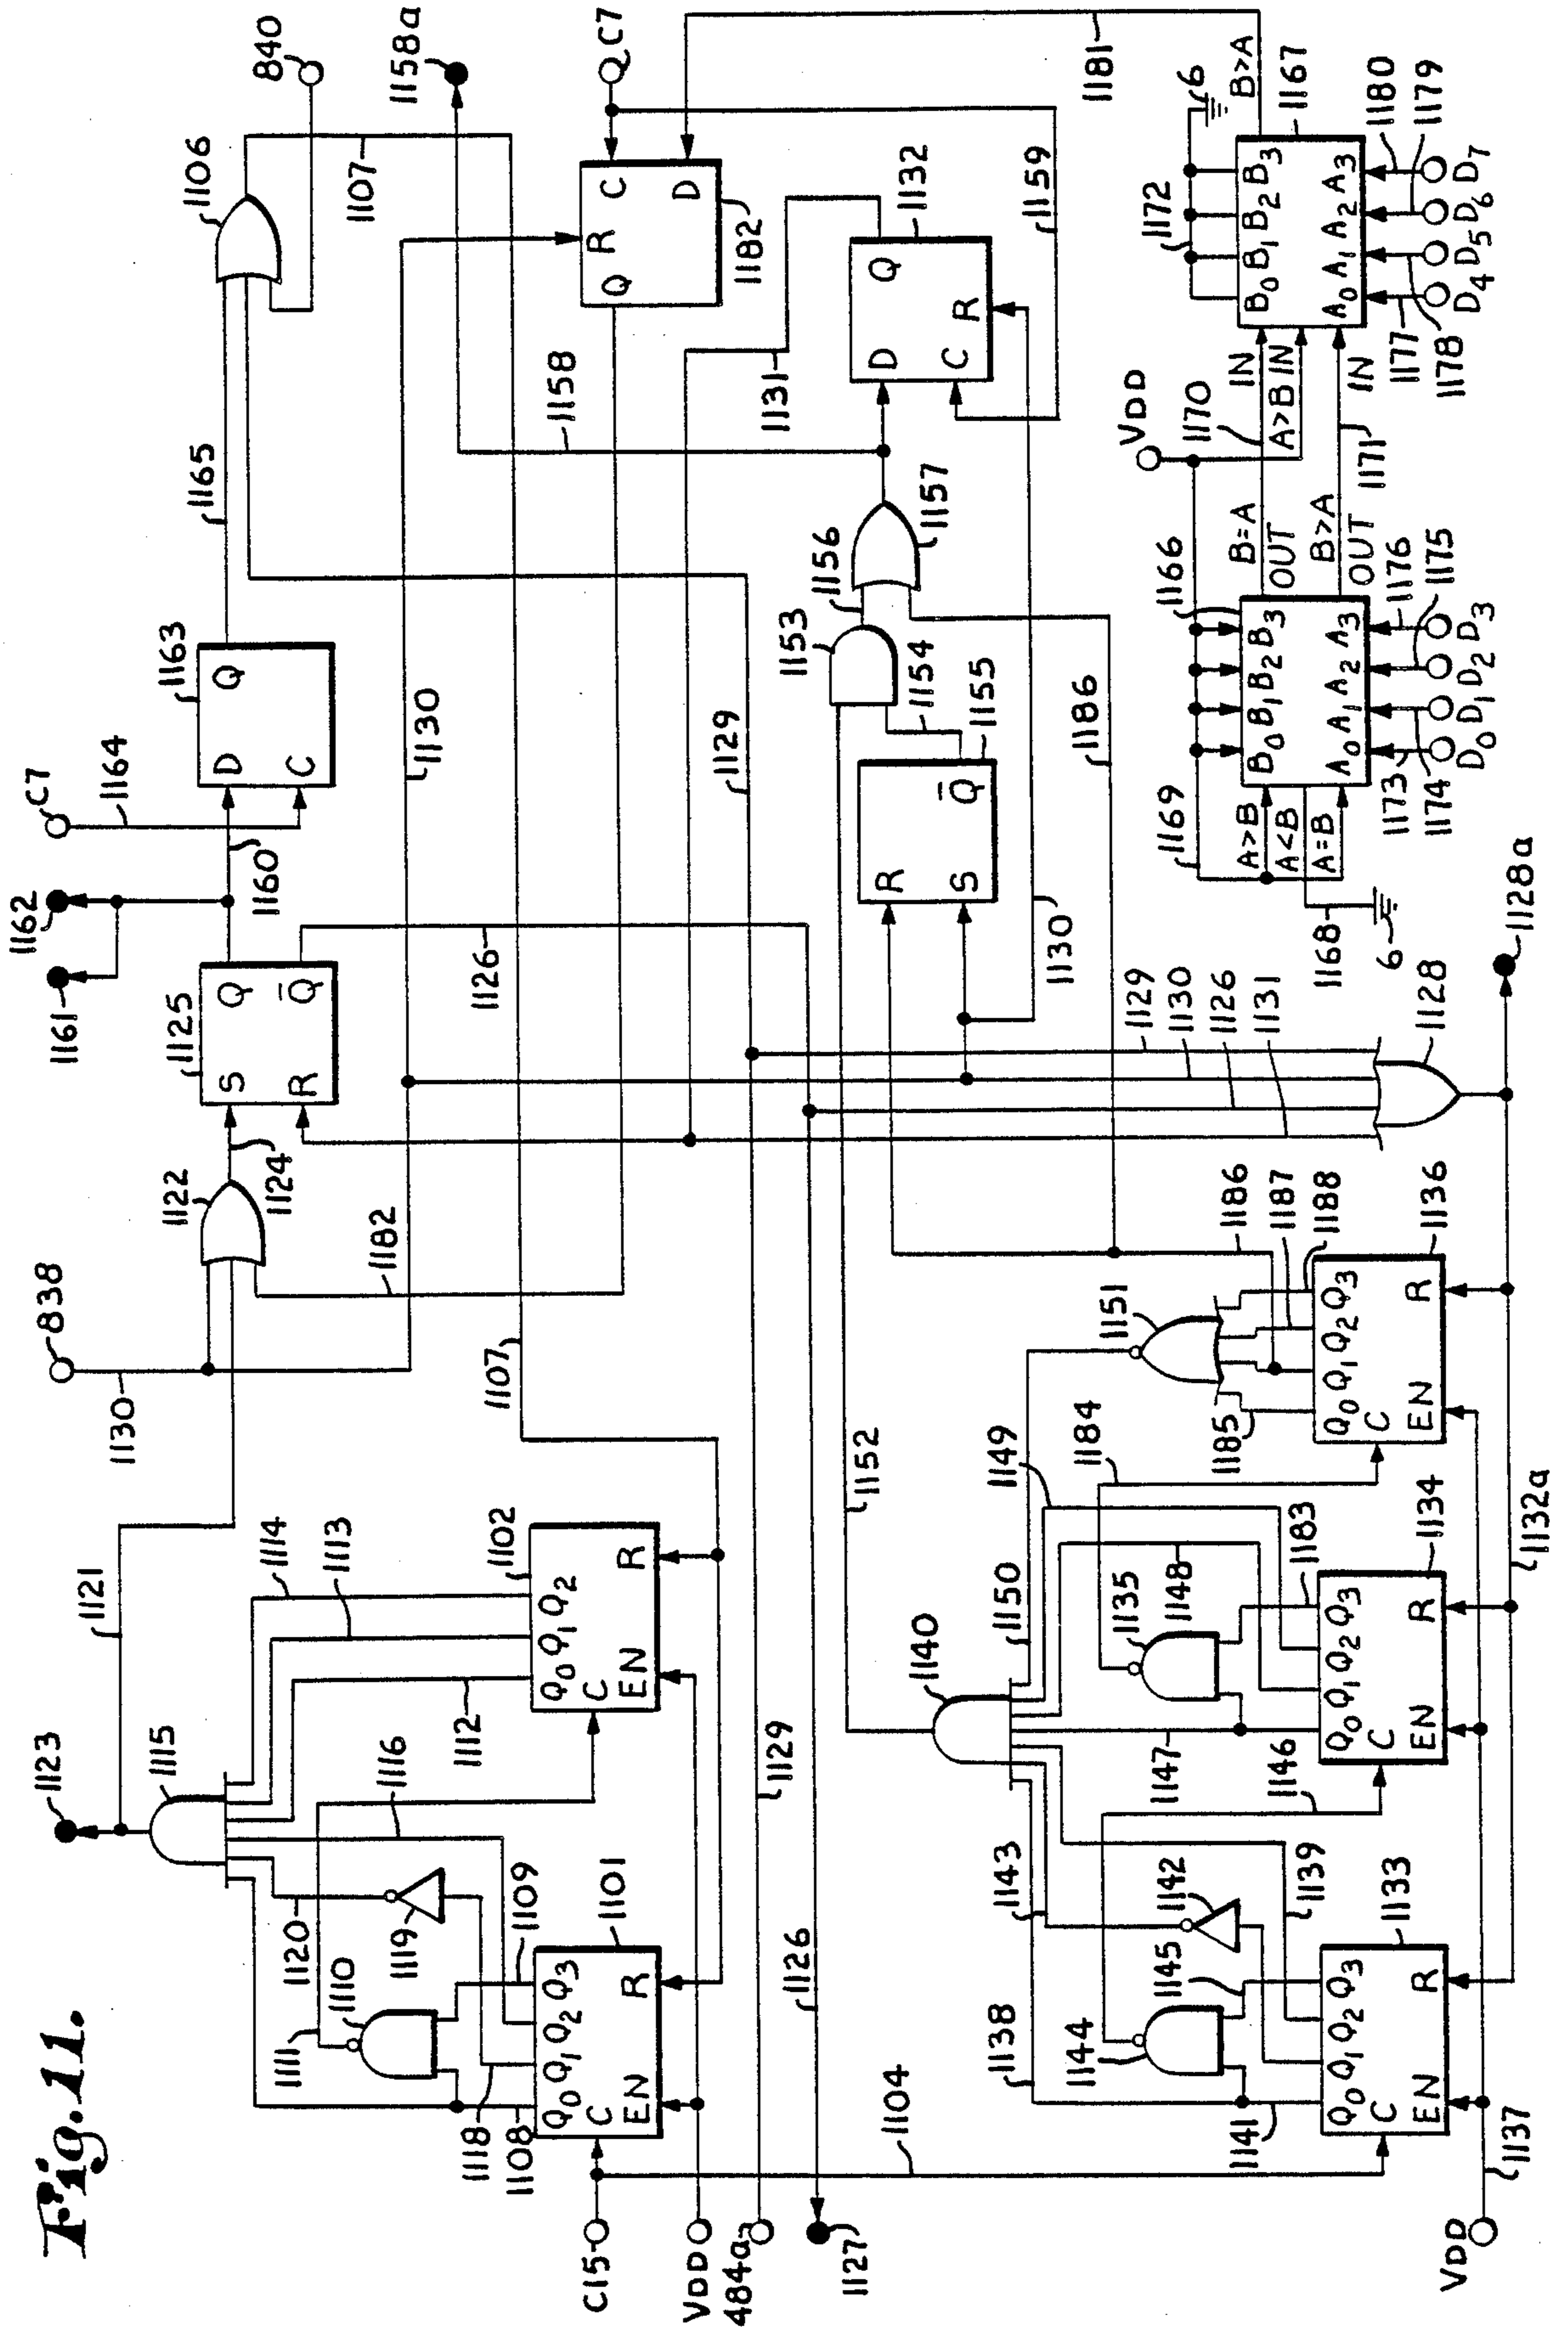 Fig. 11.
1123
1121
1115
1114
1113
1112
1116
1120
1119
1111
1110
1109
1118
1108
1101
1102
Q0 Q1 Q2 Q3
C
EN
R
Q0 Q1 Q2
C
EN
R
C15
VDD
484a
1127
1126
1129
1107
838
1130
1122
1124
1182
1125
S
R
Q
Q̅
1161
1162
1160
1126
C7
1164
1163
D
C
Q
1165
1106
840
1107
1130
1129
1158a
1158
C7
R
C
Q
D
1182
1131
1132
D
Q
C
R
1159
1181
1157
1156
1153
1154
1155
R
S
Q̅
1186
1130
1152
1104
1140
1143
1138
1150
1149
1142
1145
1139
1144
1141
1133
Q0 Q1 Q2 Q3
C
EN
R
VDD
1137
1147
1146
1148
1135
1183
1134
Q0 Q1 Q2 Q3
C
EN
R
1184
1185
1151
1186
1187
1188
1136
Q0 Q1 Q2 Q3
C
EN
R
1132a
1129
1130
1126
1131
1128
1128a
VDD
1169
1166
A>B
A<B
A=B
1168
6
B0 B1 B2 B3
A0 A1 A2 A3
1173
1174
1175
1176
D0 D1 D2 D3
B=A
OUT
B>A
OUT
1170
IN
A>B IN
IN
1171
1172
6
B0 B1 B2 B3
A0 A1 A2 A3
B>A
1167
1177
1178
1179
1180
D4 D5 D6 D7